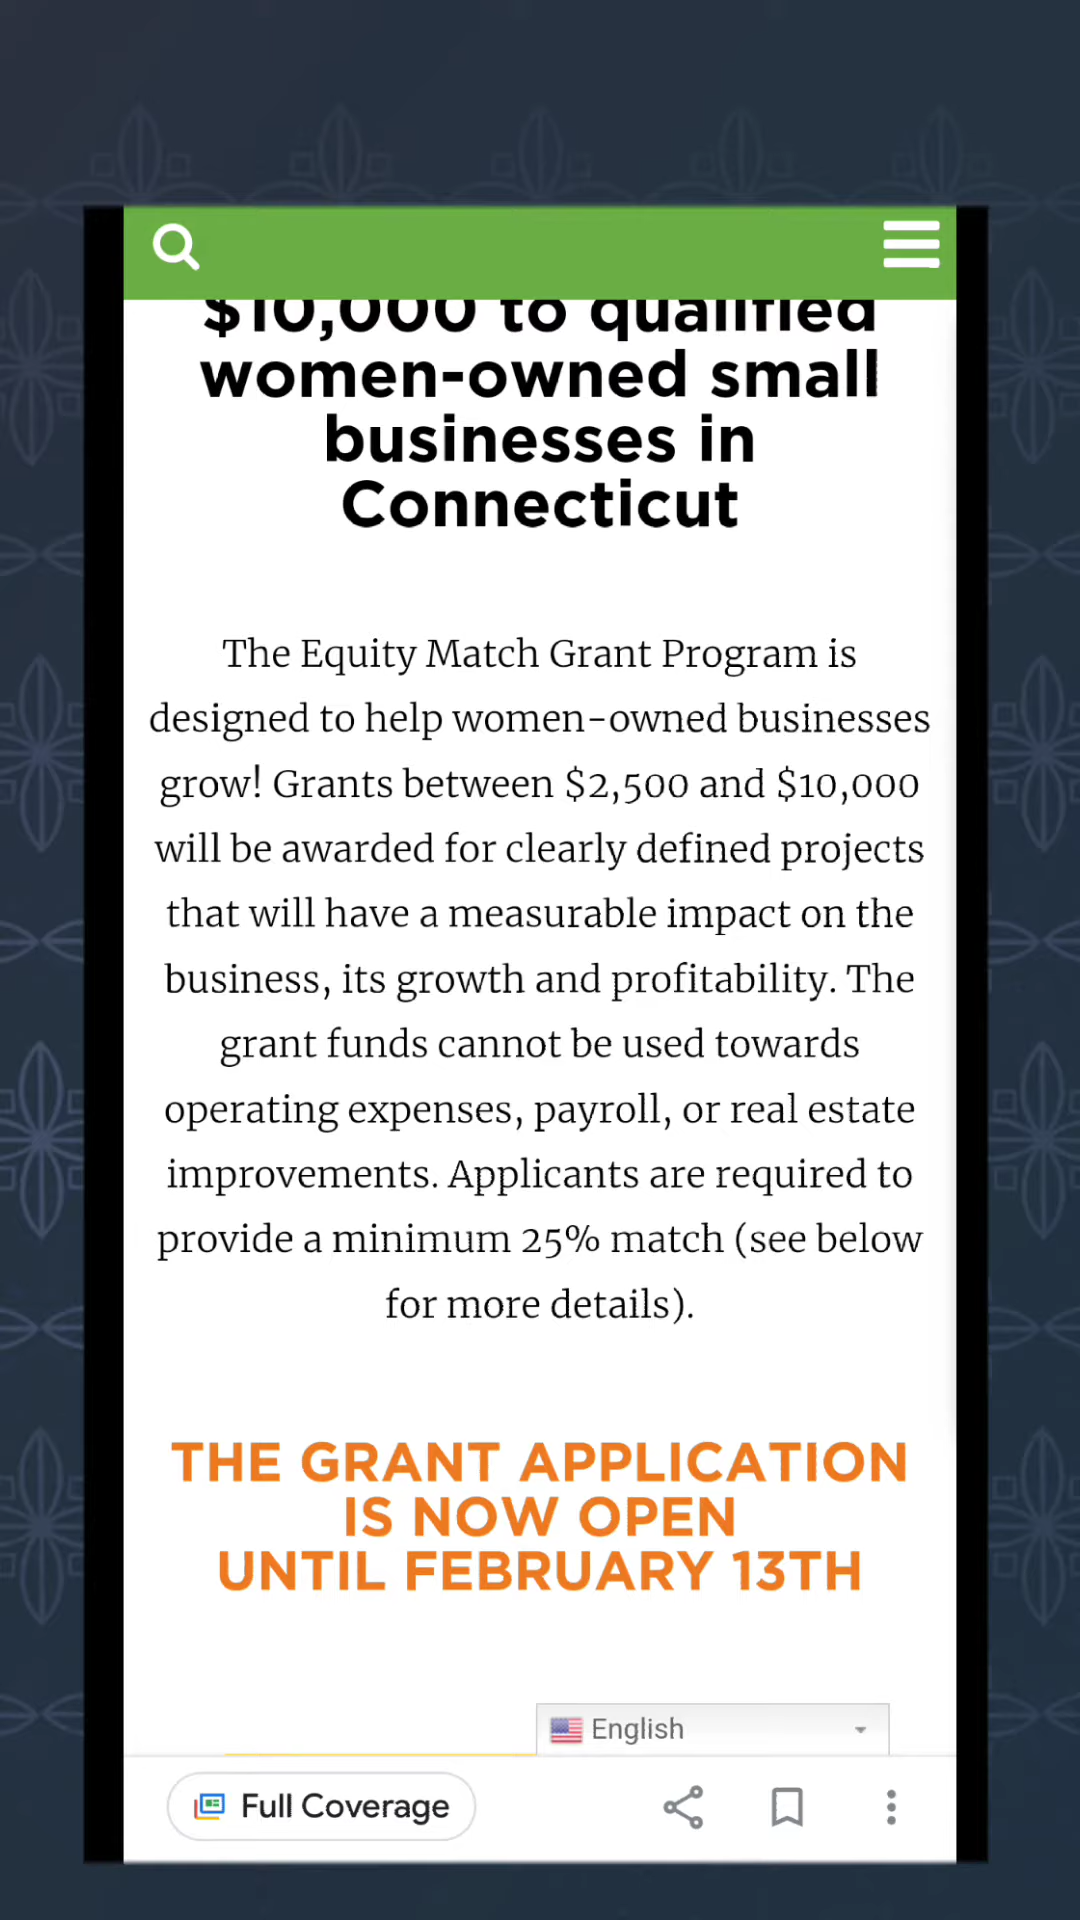 $10,000 to qualified
women-owned small
businesses in
Connecticut
The Equity Match Grant Program is
designed to help women-owned businesses
grow! Grants between $2,500 and $10,000
will be awarded for clearly defined projects
that will have a measurable impact on the
business, its growth and profitability. The
grant funds cannot be used towards
operating expenses, payroll, or real estate
improvements. Applicants are required to
provide a minimum 25% match (see below
for more details).
THE GRANT APPLICATION
IS NOW OPEN
UNTIL FEBRUARY 13TH
English
Full Coverage